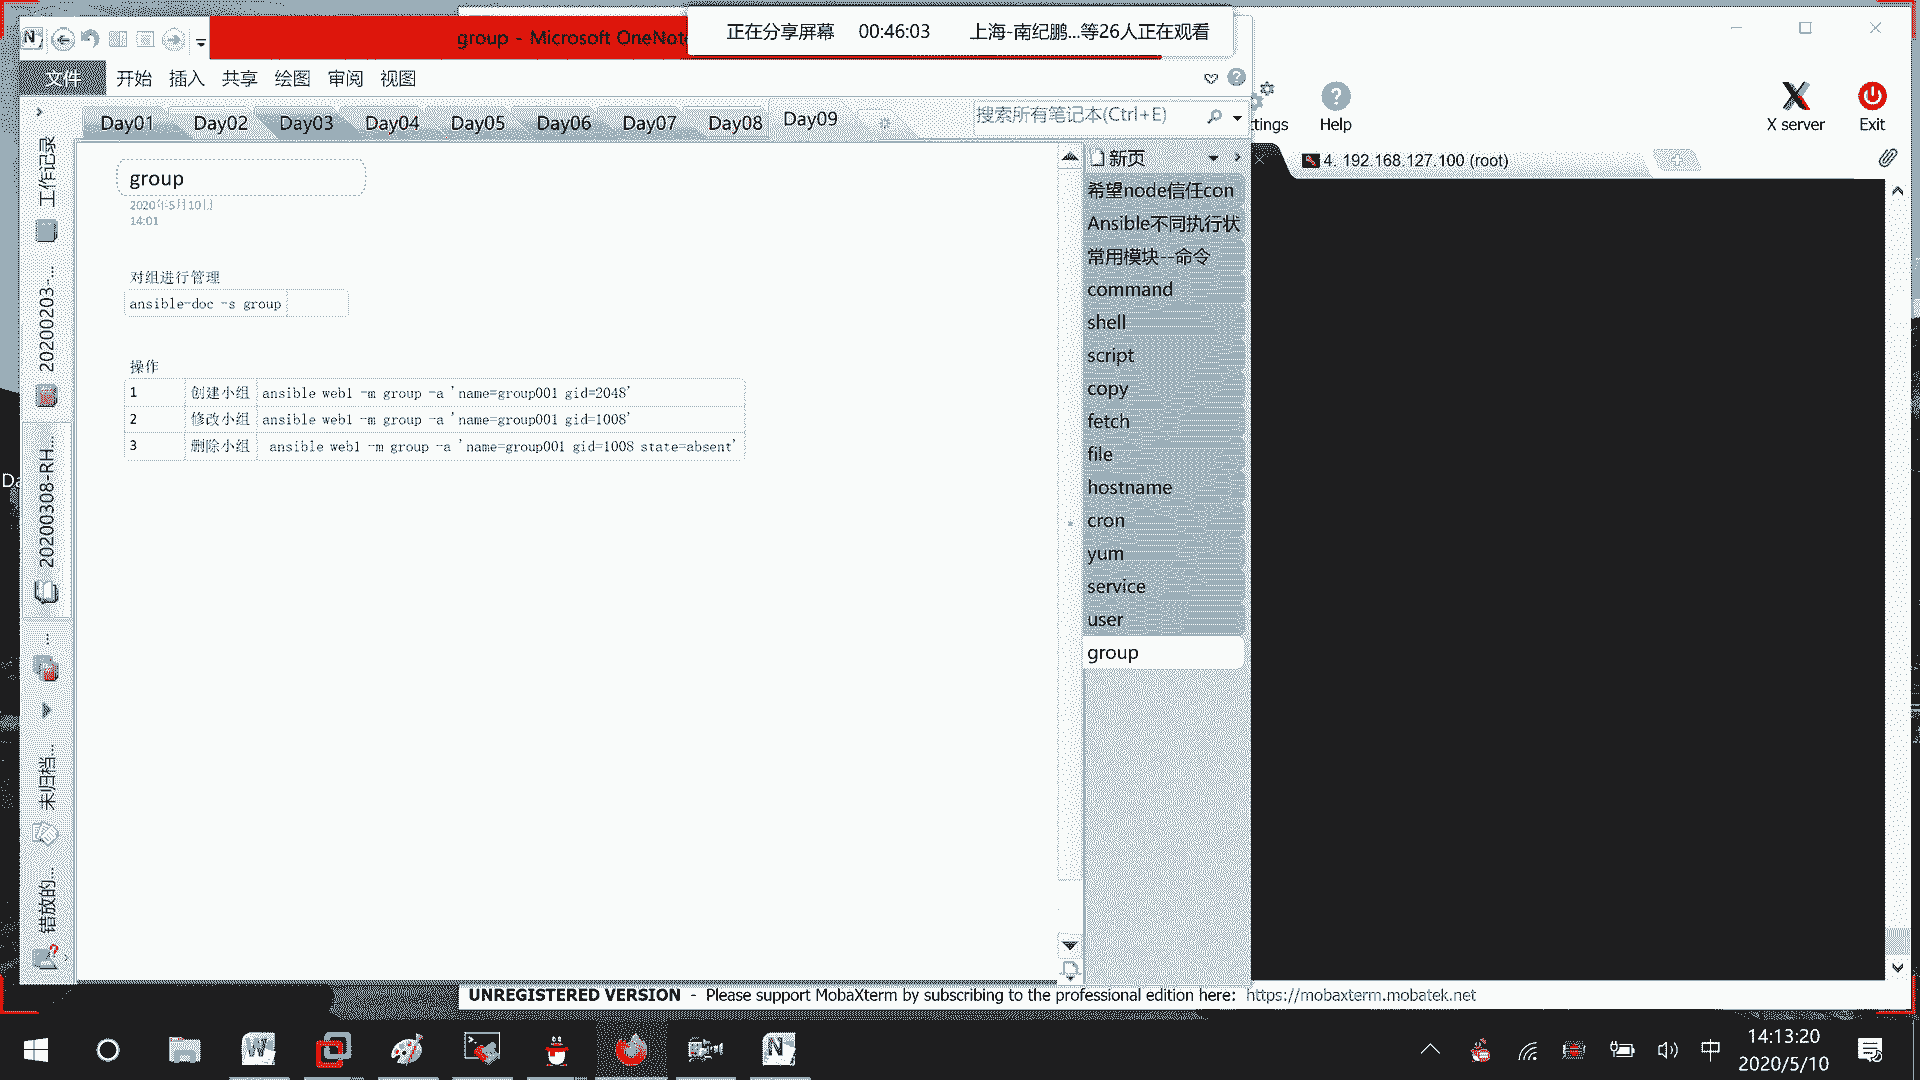 group - Microsoft OneNot
正在分享屏幕 00:46:03 上海-南纪鹏...等26人正在观看
文件 开始 插入 共享 绘图 审阅 视图
tings Help X server Exit
Day01 Day02 Day03 Day04 Day05 Day06 Day07 Day08 Day09
搜索所有笔记本(Ctrl+E)
4. 192.168.127.100 (root)
工作记录
20200203-...
20200308-RH...
...
未归档...
错放的...
group
2020年5月10日
14:01
对组进行管理
ansible-doc -s group
操作
1 创建小组 ansible web1 -m group -a 'name=group001 gid=2048'
2 修改小组 ansible web1 -m group -a 'name=group001 gid=1008'
3 删除小组 ansible web1 -m group -a 'name=group001 gid=1008 state=absent'
新页
希望node信任con
Ansible不同执行状
常用模块--命令
command
shell
script
copy
fetch
file
hostname
cron
yum
service
user
group
UNREGISTERED VERSION - Please support MobaXterm by subscribing to the professional edition here: https://mobaxterm.mobatek.net
中
14:13:20
2020/5/10